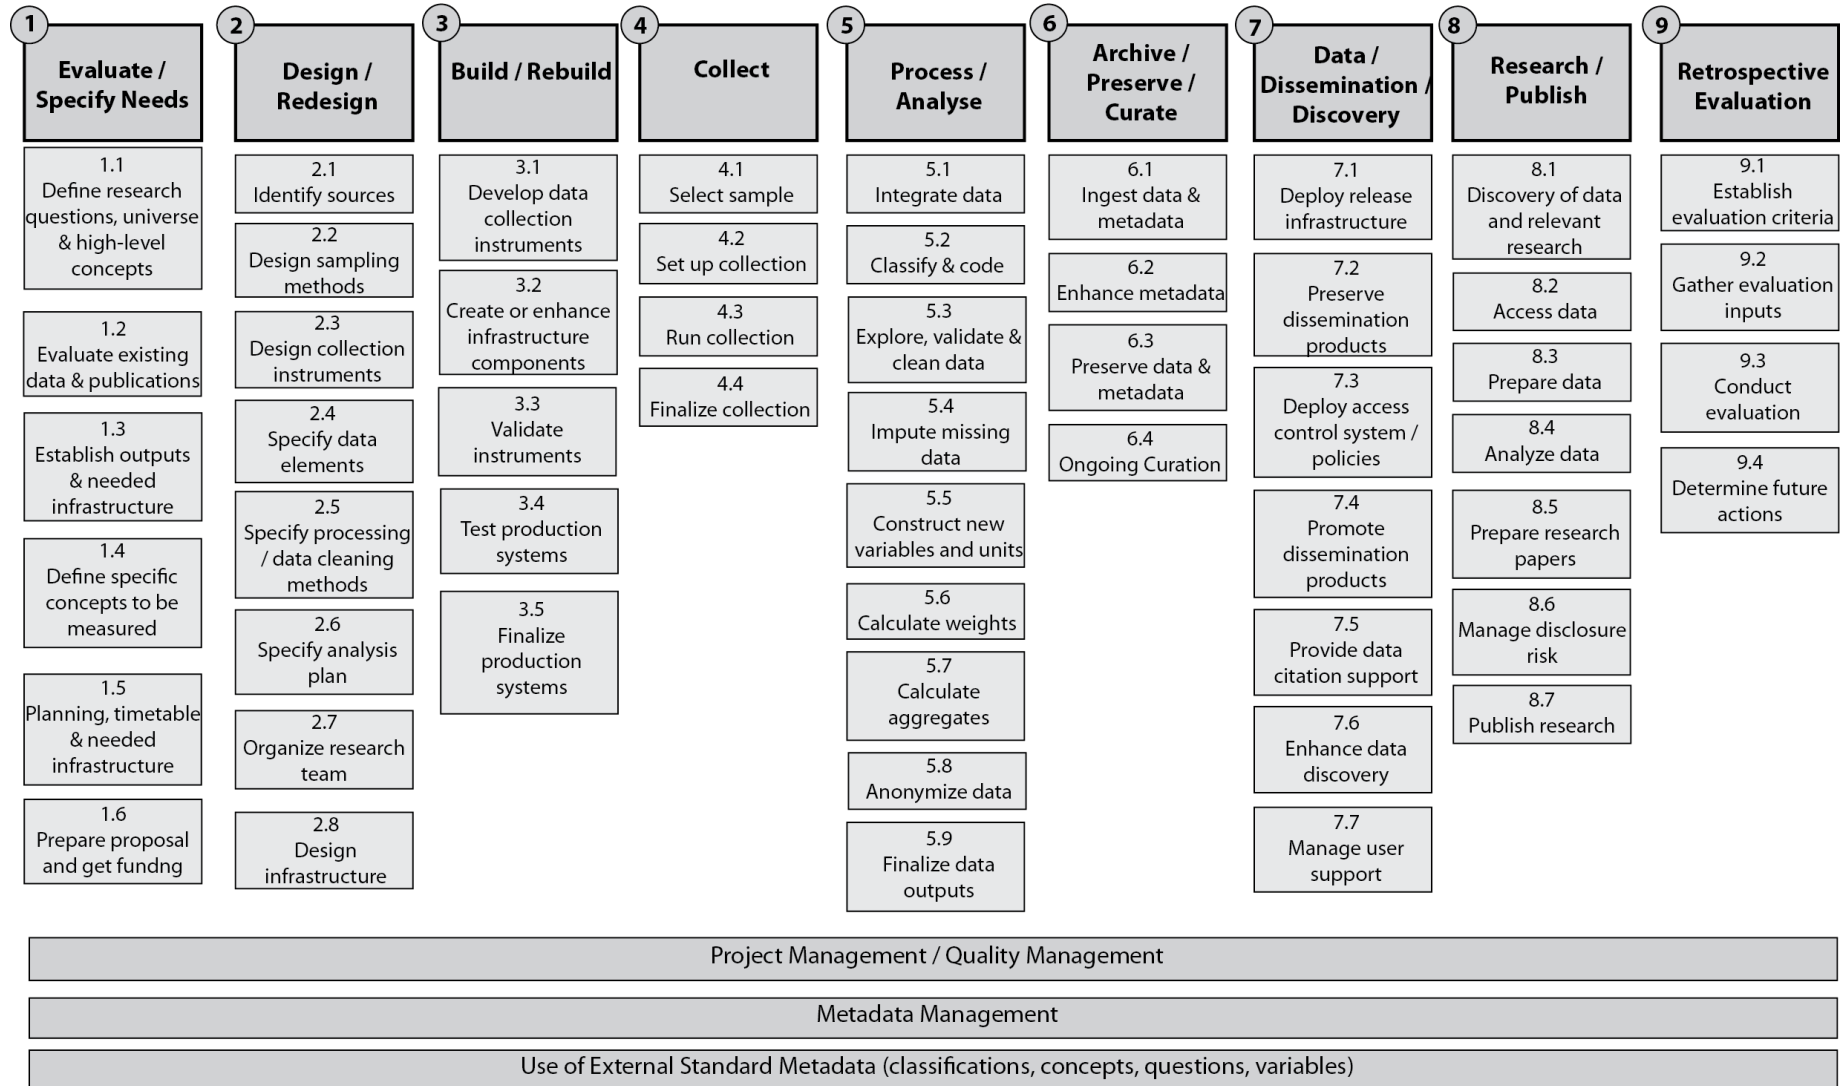 1
Evaluate /
Specify Needs
1.1
Define research
questions, universe
& high-level
concepts
1.2
Evaluate existing
data & publications
1.3
Establish outputs
& needed
infrastructure
1.4
Define specific
concepts to be
measured
1.5
Planning, timetable
& needed
infrastructure
1.6
Prepare proposal
and get fundng
2
Design /
Redesign
2.1
Identify sources
2.2
Design sampling
methods
2.3
Design collection
instruments
2.4
Specify data
elements
2.5
Specify processing
/ data cleaning
methods
2.6
Specify analysis
plan
2.7
Organize research
team
2.8
Design
infrastructure
3
Build / Rebuild
3.1
Develop data
collection
instruments
3.2
Create or enhance
infrastructure
components
3.3
Validate
instruments
3.4
Test production
systems
3.5
Finalize
production
systems
4
Collect
4.1
Select sample
4.2
Set up collection
4.3
Run collection
4.4
Finalize collection
5
Process /
Analyse
5.1
Integrate data
5.2
Classify & code
5.3
Explore, validate &
clean data
5.4
Impute missing
data
5.5
Construct new
variables and units
5.6
Calculate weights
5.7
Calculate
aggregates
5.8
Anonymize data
5.9
Finalize data
outputs
6
Archive /
Preserve /
Curate
6.1
Ingest data &
metadata
6.2
Enhance metadata
6.3
Preserve data &
metadata
6.4
Ongoing Curation
7
Data /
Dissemination /
Discovery
7.1
Deploy release
infrastructure
7.2
Preserve
dissemination
products
7.3
Deploy access
control system /
policies
7.4
Promote
dissemination
products
7.5
Provide data
citation support
7.6
Enhance data
discovery
7.7
Manage user
support
8
Research /
Publish
8.1
Discovery of data
and relevant
research
8.2
Access data
8.3
Prepare data
8.4
Analyze data
8.5
Prepare research
papers
8.6
Manage disclosure
risk
8.7
Publish research
9
Retrospective
Evaluation
9.1
Establish
evaluation criteria
9.2
Gather evaluation
inputs
9.3
Conduct
evaluation
9.4
Determine future
actions
Project Management / Quality Management
Metadata Management
Use of External Standard Metadata (classifications, concepts, questions, variables)